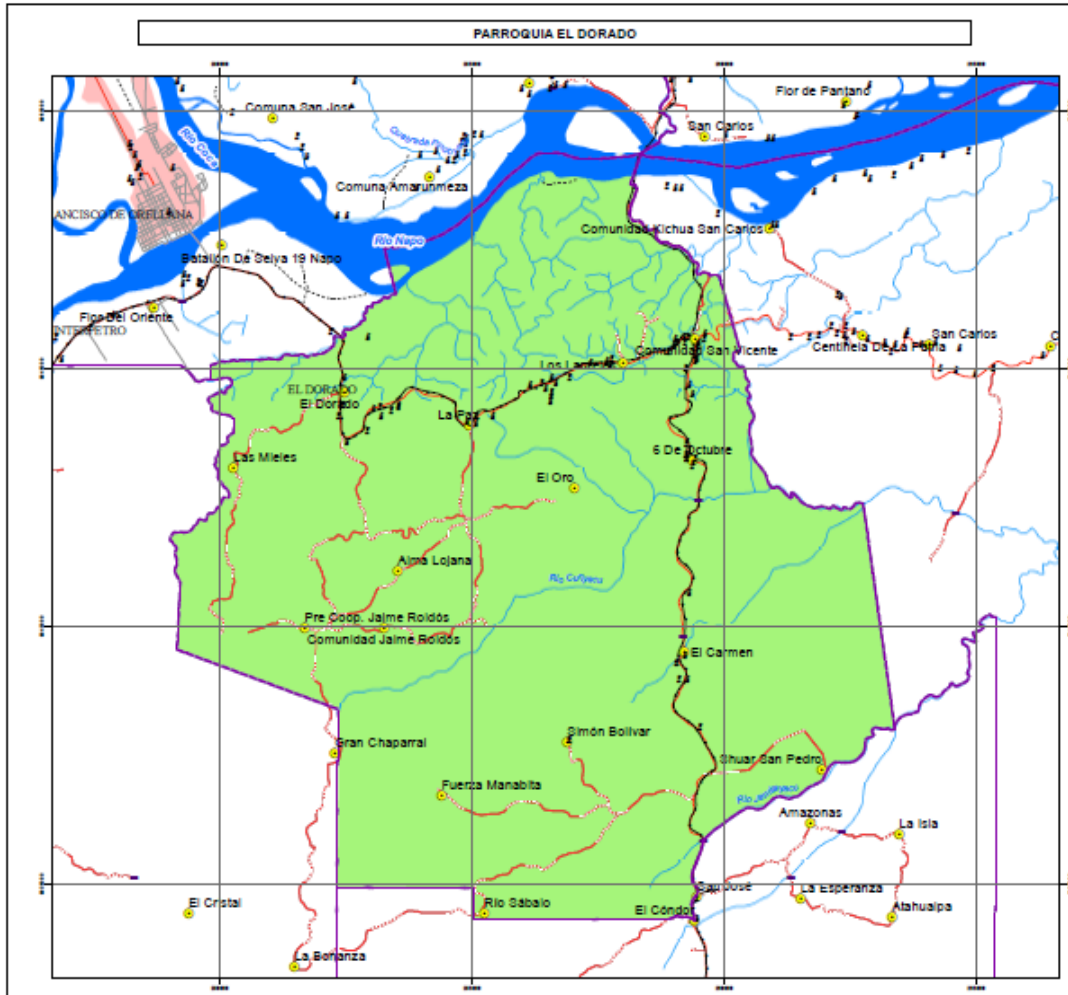 PARROQUIA EL DORADO
Flor de Pantano
Comuna San José
San Carlos
Río Coca
Comuna Amarunmeza
ANCISCO DE ORELLANA
Comunidad Kichua San Carlos
Río Napo
Batallón De Selva 19 Napo
Flor Del Oriente
INTERPETRO
San Carlos
Centinela De La Patria
C
Comunidad San Vicente
EL DORADO
El Dorado
La Paz
6 De Octubre
Las Mieles
El Oro
Alma Lojana
Pre Coop. Jaime Roldós
Comunidad Jaime Roldós
El Carmen
Simón Bolívar
Gran Chaparral
Shuar San Pedro
Fuerza Manabita
Río
Amazonas
La Isla
San José
La Esperanza
El Cristal
Río Sábalo
El Cóndor
Atahualpa
La Bonanza